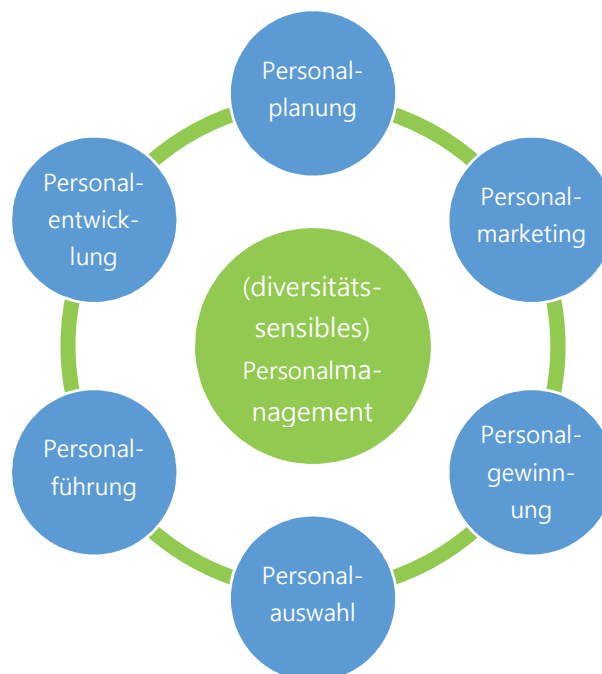 Personal-
planung
Personal-
marketing
Personal-
gewinn-
ung
Personal-
auswahl
Personal-
führung
Personal-
entwick-
lung
(diversitäts-
sensibles)
Personalma-
nagement